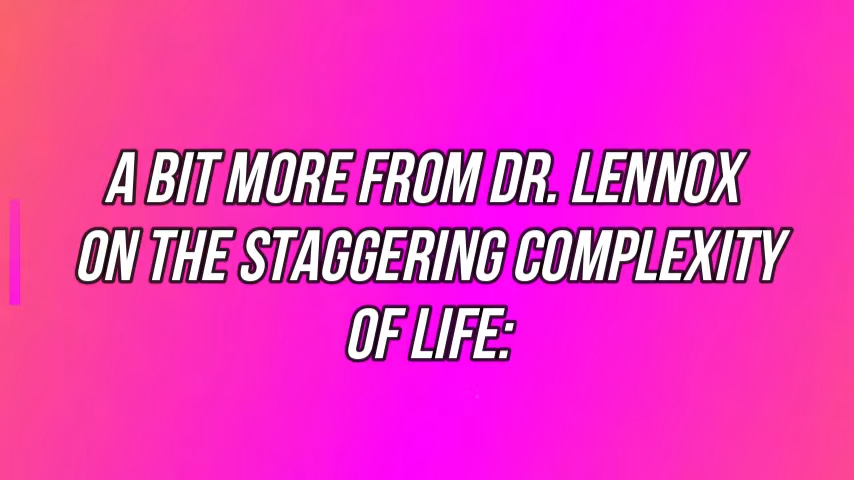 A BIT MORE FROM DR. LENNOX
ON THE STAGGERING COMPLEXITY
OF LIFE: